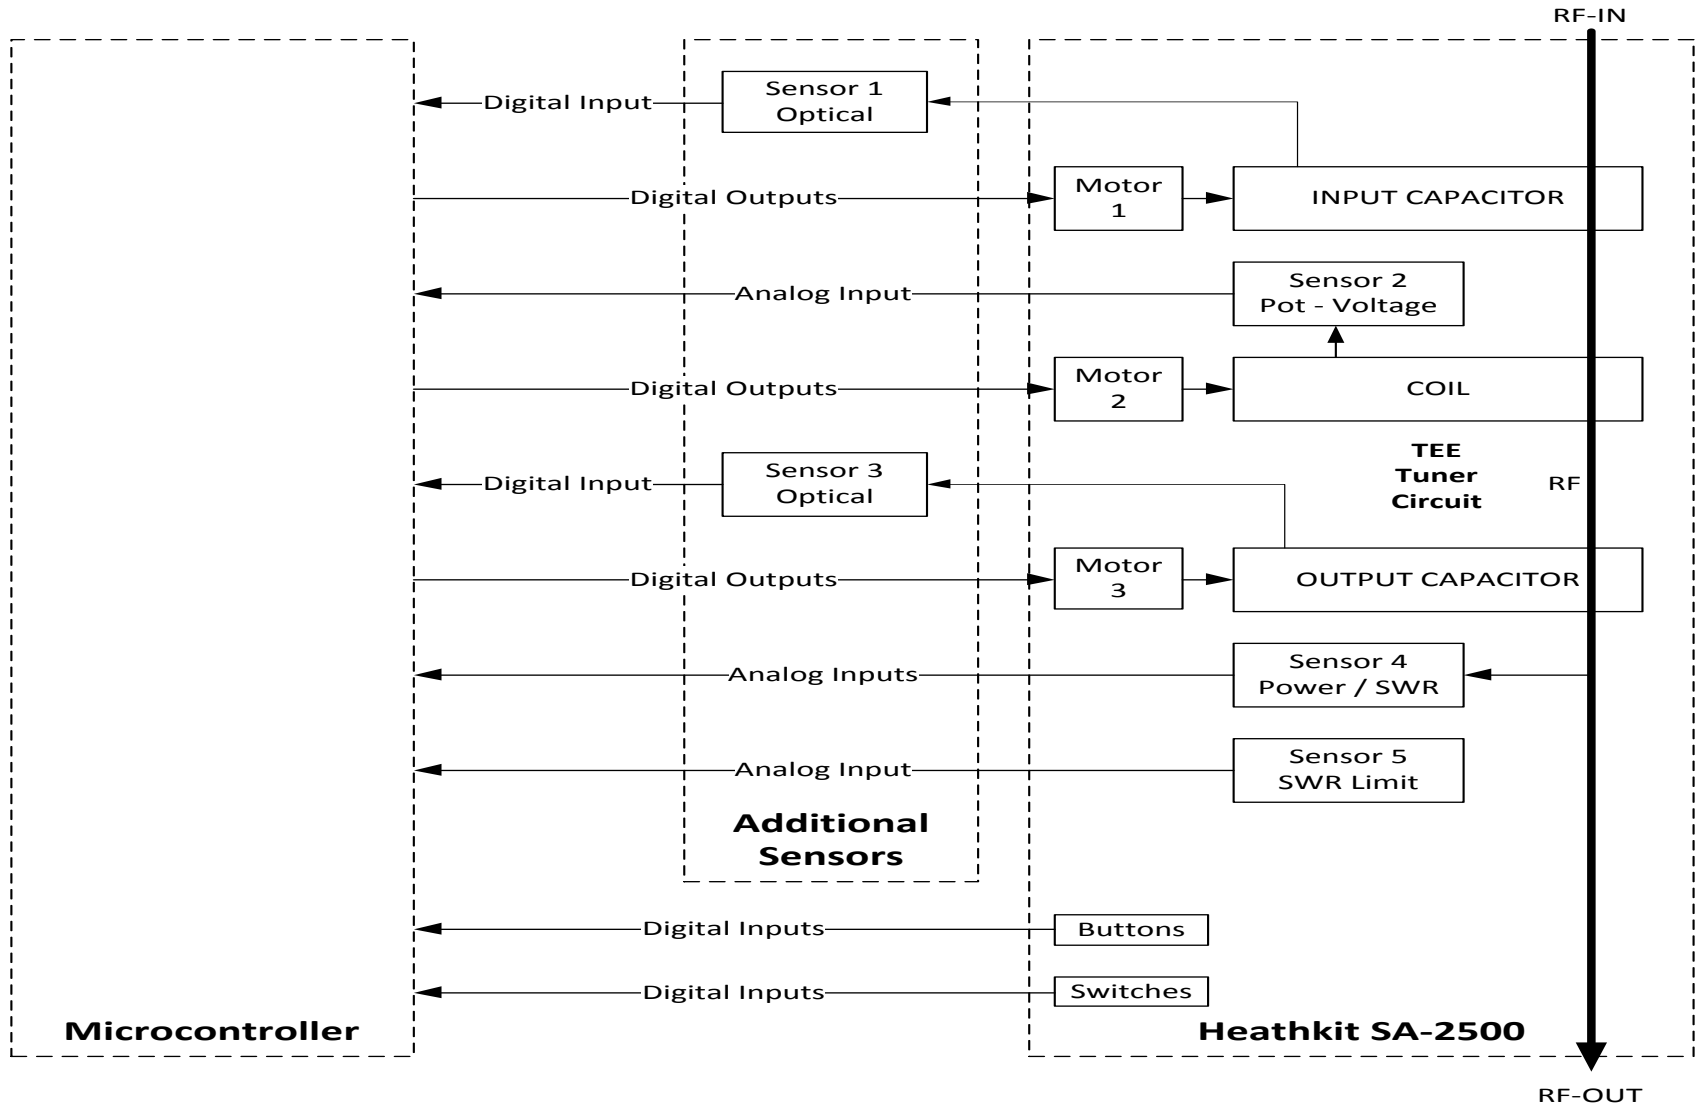 RF-IN
Digital Input
Sensor 1
Optical
Digital Outputs
Motor
1
INPUT CAPACITOR
Analog Input
Sensor 2
Pot - Voltage
Digital Outputs
Motor
2
COIL
TEE
Tuner
Circuit
RF
Digital Input
Sensor 3
Optical
Digital Outputs
Motor
3
OUTPUT CAPACITOR
Analog Inputs
Sensor 4
Power / SWR
Analog Input
Sensor 5
SWR Limit
Additional
Sensors
Digital Inputs
Buttons
Digital Inputs
Switches
Microcontroller
Heathkit SA-2500
RF-OUT